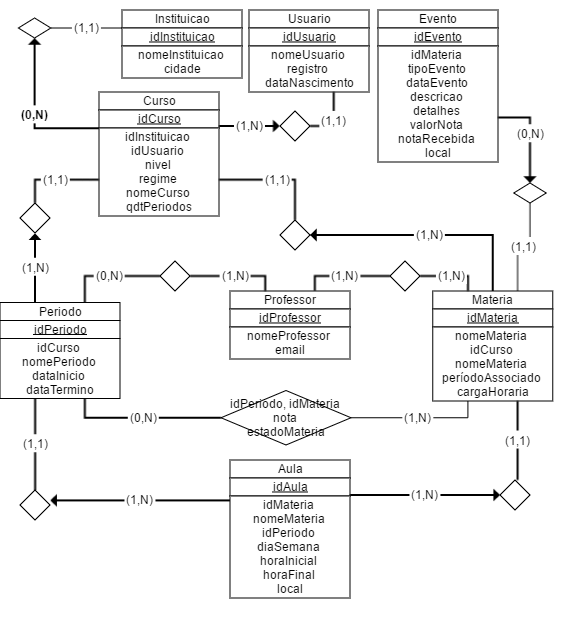 Instituicao
idInstituicao
nomeInstituicao
cidade
Usuario
idUsuario
nomeUsuario
registro
dataNascimento
Evento
idEvento
idMateria
tipoEvento
dataEvento
descricao
detalhes
valorNota
notaRecebida
local
(1,1)
(0,N)
Curso
idCurso
idInstituicao
idUsuario
nivel
regime
nomeCurso
qdtPeriodos
(1,N)
(1,1)
(0,N)
(1,1)
(1,1)
(1,N)
(1,1)
(1,N)
(0,N)
(1,N)
(1,N)
(1,N)
Periodo
idPeriodo
idCurso
nomePeriodo
dataInicio
dataTermino
Professor
idProfessor
nomeProfessor
email
Materia
idMateria
nomeMateria
idCurso
nomeMateria
períodoAssociado
cargaHoraria
(0,N)
idPeriodo, idMateria
nota
estadoMateria
(1,N)
(1,1)
(1,1)
Aula
idAula
idMateria
nomeMateria
idPeriodo
diaSemana
horaInicial
horaFinal
local
(1,N)
(1,N)